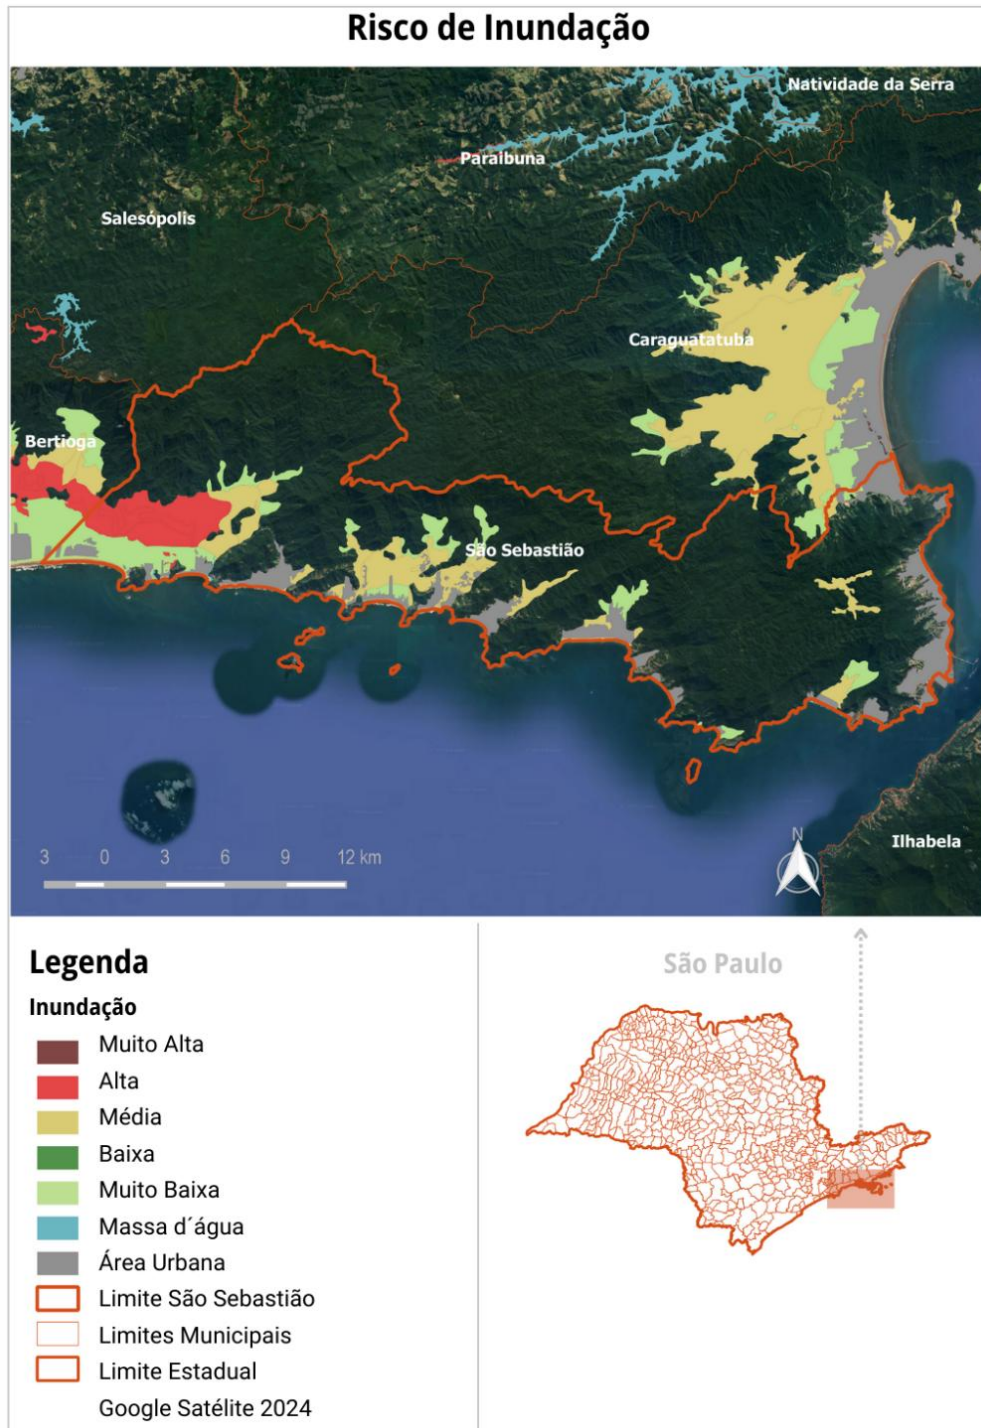 Risco de Inundação
Natividade da Serra
Paraibuna
Salesópolis
Caraguatatuba
Bertioga
São Sebastião
Ilhabela
N
3 0 3 6 9 12 km
Legenda
Inundação
Muito Alta
Alta
Média
Baixa
Muito Baixa
Massa d´água
Área Urbana
Limite São Sebastião
Limites Municipais
Limite Estadual
Google Satélite 2024
São Paulo